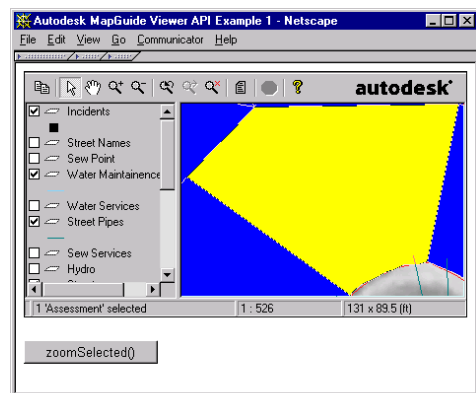 Autodesk MapGuide Viewer API Example 1 - Netscape
File Edit View Go Communicator Help
autodesk
Incidents
Street Names
Sew Point
Water Maintainence
Water Services
Street Pipes
Sew Services
Hydro
1 'Assessment' selected 1 : 526 131 x 89.5 (ft)
zoomSelected()